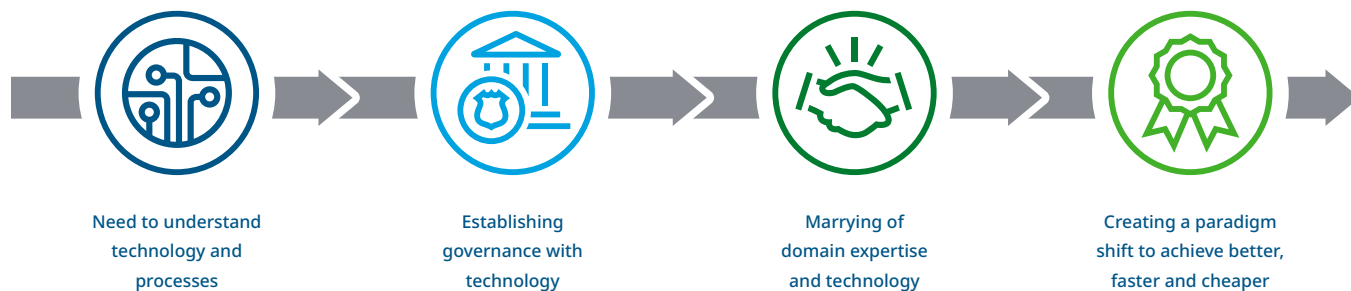 Need to understand
technology and
processes
Establishing
governance with
technology
Marrying of
domain expertise
and technology
Creating a paradigm
shift to achieve better,
faster and cheaper